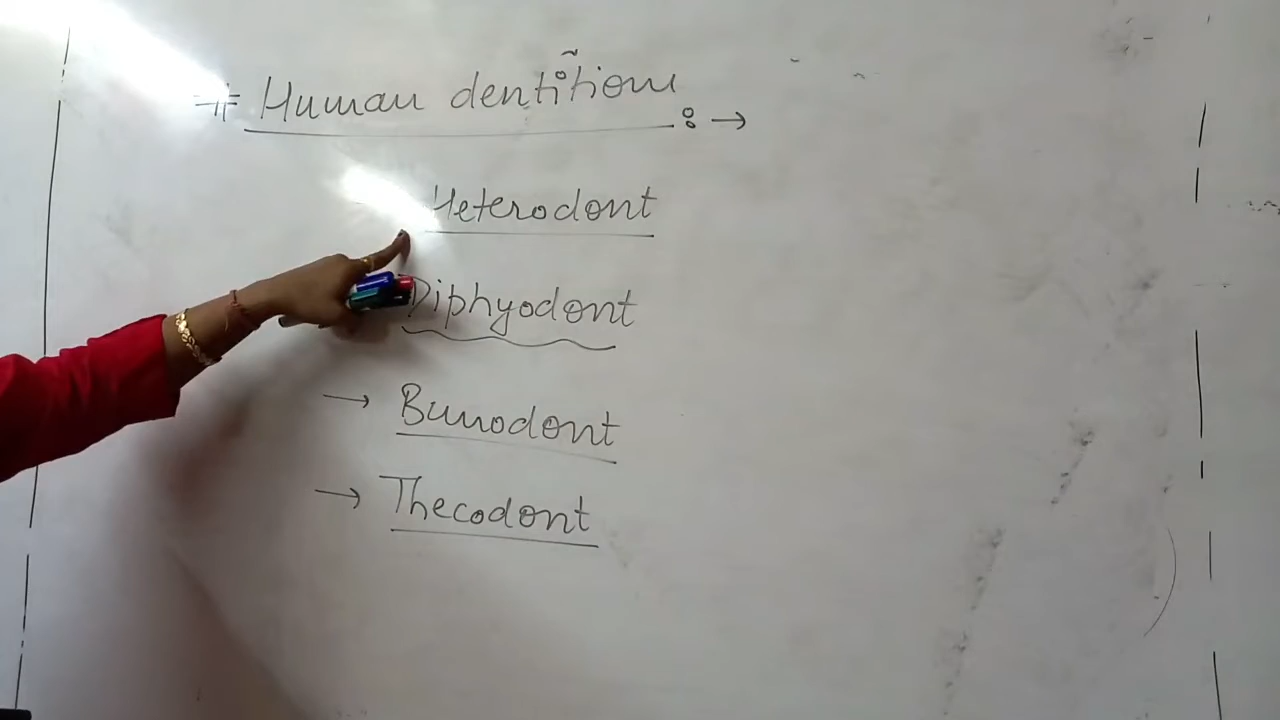 # Human dentition :→
Heterodont
Diphyodont
→ Bunodont
→ Thecodont